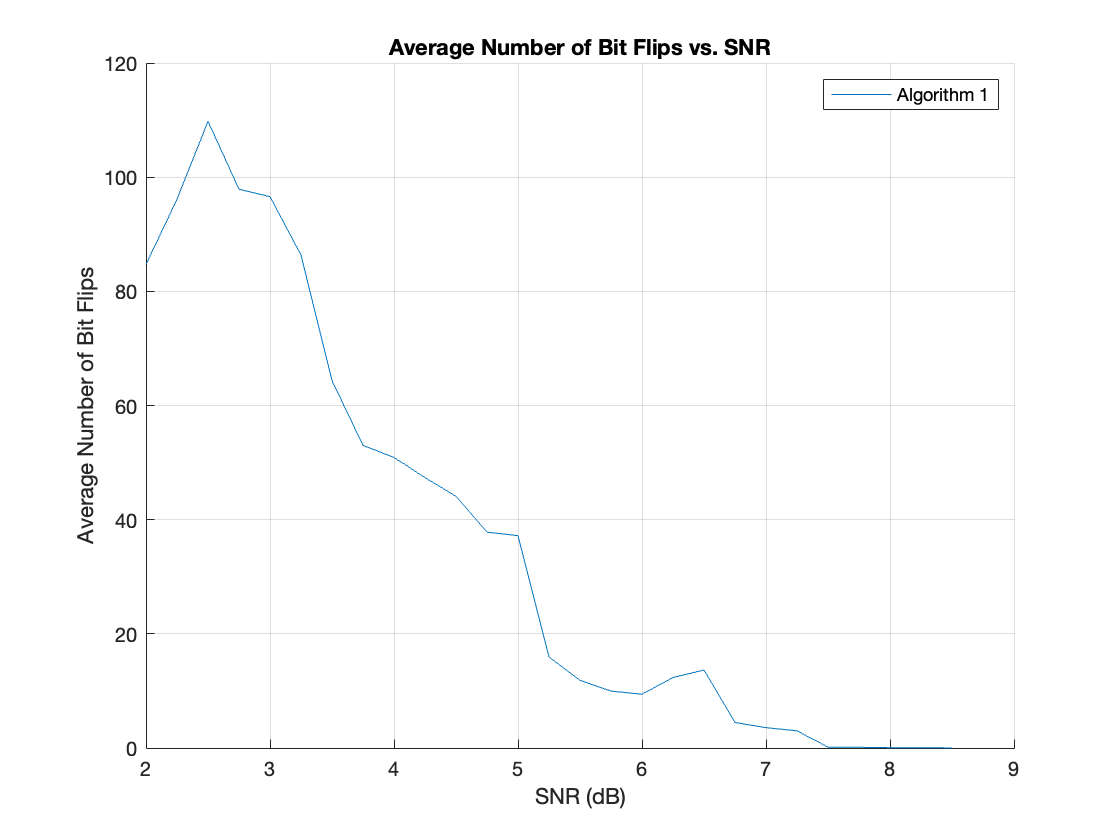 Average Number of Bit Flips vs. SNR
Algorithm 1
120
100
80
60
40
20
0
Average Number of Bit Flips
2 3 4 5 6 7 8 9
SNR (dB)